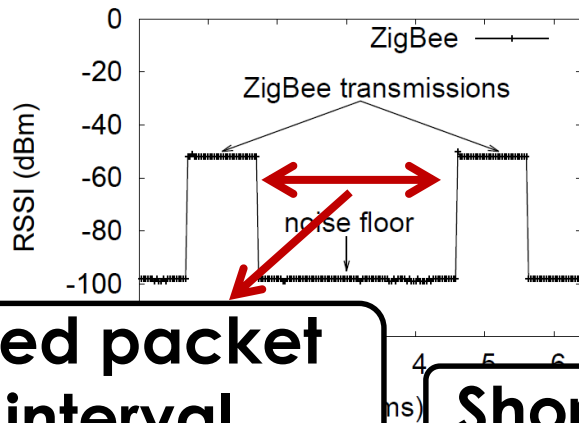 0
ZigBee
-20
ZigBee transmissions
-40
RSSI (dBm)
-60
-80
noise floor
-100
4 5 6
ms)
ed packet
interval
Shor